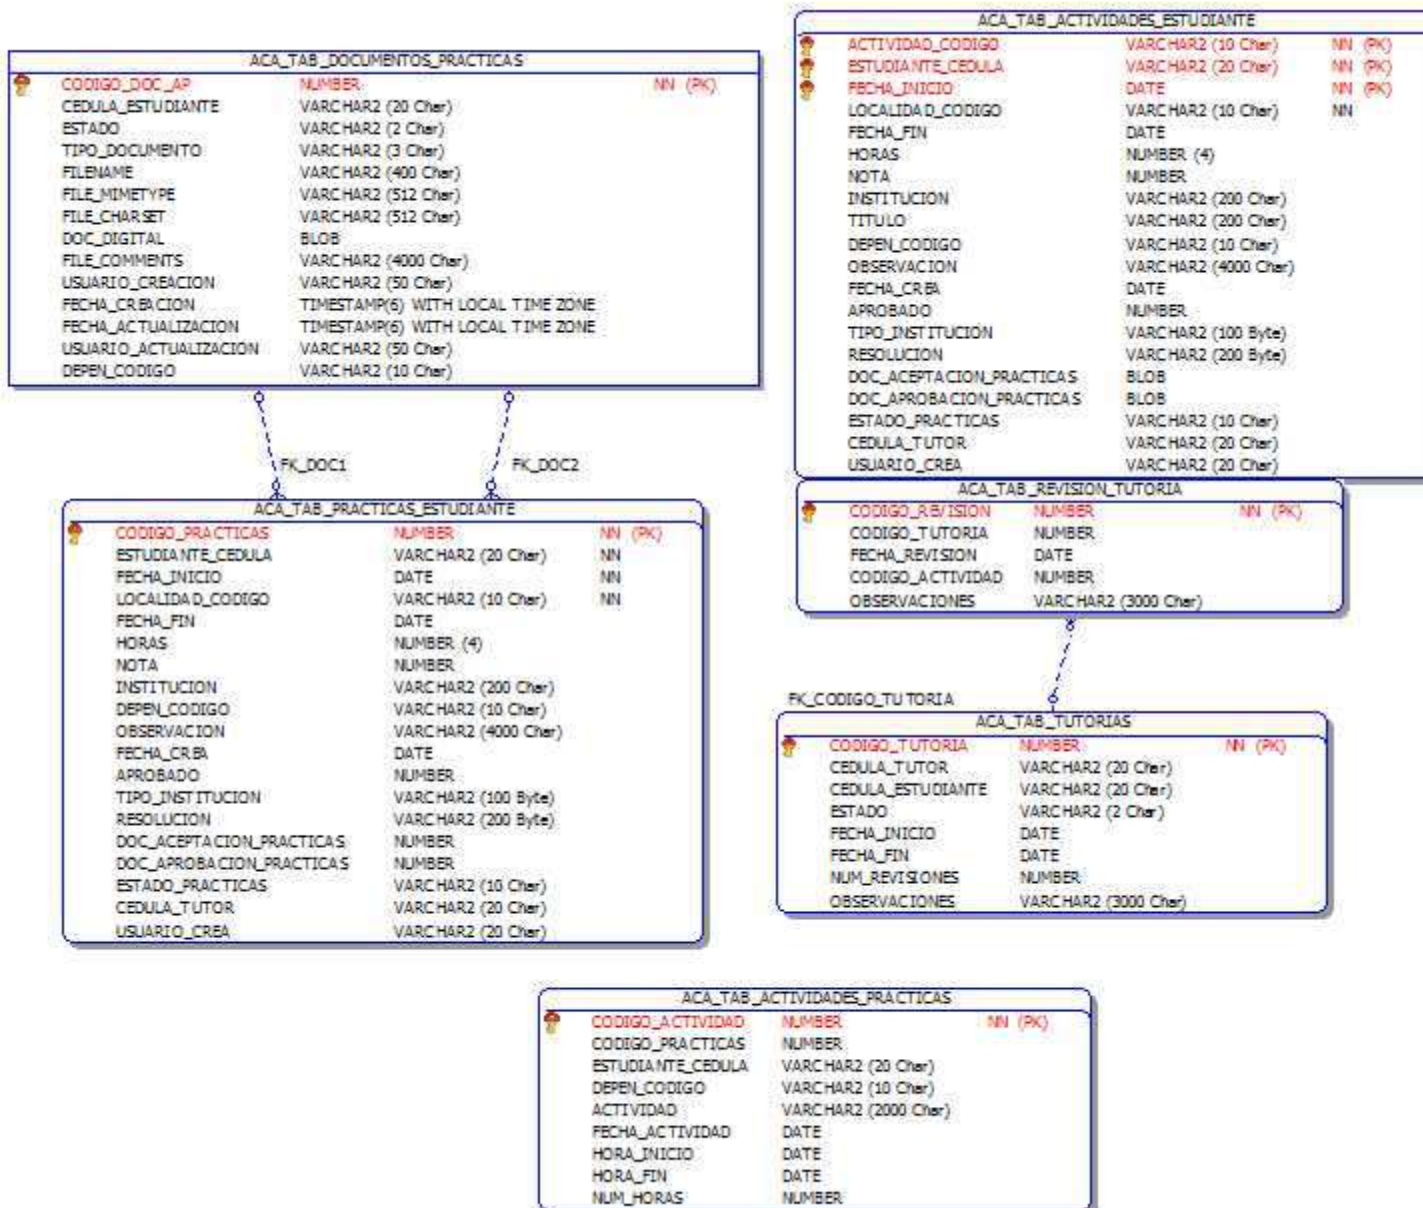 ACA_TAB_DOCUMENTOS_PRACTICAS
CODIGO_DOC_AP NUMBER NN (PK)
CEDULA_ESTUDIANTE VARCHAR2 (20 Char)
ESTADO VARCHAR2 (2 Char)
TIPO_DOCUMENTO VARCHAR2 (3 Char)
FILENAME VARCHAR2 (400 Char)
FILE_MIMETYPE VARCHAR2 (512 Char)
FILE_CHARSET VARCHAR2 (512 Char)
DOC_DIGITAL BLOB
FILE_COMMENTS VARCHAR2 (4000 Char)
USUARIO_CREACION VARCHAR2 (50 Char)
FECHA_CREACION TIMESTAMP(6) WITH LOCAL TIME ZONE
FECHA_ACTUALIZACION TIMESTAMP(6) WITH LOCAL TIME ZONE
USUARIO_ACTUALIZACION VARCHAR2 (50 Char)
DEPEN_CODIGO VARCHAR2 (10 Char)
ACA_TAB_ACTIVIDADES_ESTUDIANTE
ACTIVIDAD_CODIGO VARCHAR2 (10 Char) NN (PK)
ESTUDIANTE_CEDULA VARCHAR2 (20 Char) NN (PK)
FECHA_INICIO DATE NN (PK)
LOCALIDAD_CODIGO VARCHAR2 (10 Char) NN
FECHA_FIN DATE
HORAS NUMBER (4)
NOTA NUMBER
INSTITUCION VARCHAR2 (200 Char)
TITULO VARCHAR2 (200 Char)
DEPEN_CODIGO VARCHAR2 (10 Char)
OBSERVACION VARCHAR2 (4000 Char)
FECHA_CREA DATE
APROBADO NUMBER
TIPO_INSTITUCION VARCHAR2 (100 Byte)
RESOLUCION VARCHAR2 (200 Byte)
DOC_ACEPTACION_PRACTICAS BLOB
DOC_APROBACION_PRACTICAS BLOB
ESTADO_PRACTICAS VARCHAR2 (10 Char)
CEDULA_TUTOR VARCHAR2 (20 Char)
USUARIO_CREA VARCHAR2 (20 Char)
FK_DOC1 FK_DOC2
ACA_TAB_PRACTICAS_ESTUDIANTE
CODIGO_PRACTICAS NUMBER NN (PK)
ESTUDIANTE_CEDULA VARCHAR2 (20 Char) NN
FECHA_INICIO DATE NN
LOCALIDAD_CODIGO VARCHAR2 (10 Char) NN
FECHA_FIN DATE
HORAS NUMBER (4)
NOTA NUMBER
INSTITUCION VARCHAR2 (200 Char)
DEPEN_CODIGO VARCHAR2 (10 Char)
OBSERVACION VARCHAR2 (4000 Char)
FECHA_CREA DATE
APROBADO NUMBER
TIPO_INSTITUCION VARCHAR2 (100 Byte)
RESOLUCION VARCHAR2 (200 Byte)
DOC_ACEPTACION_PRACTICAS NUMBER
DOC_APROBACION_PRACTICAS NUMBER
ESTADO_PRACTICAS VARCHAR2 (10 Char)
CEDULA_TUTOR VARCHAR2 (20 Char)
USUARIO_CREA VARCHAR2 (20 Char)
ACA_TAB_REVISION_TUTORIA
CODIGO_REVISION NUMBER NN (PK)
CODIGO_TUTORIA NUMBER
FECHA_REVISION DATE
CODIGO_ACTIVIDAD NUMBER
OBSERVACIONES VARCHAR2 (3000 Char)
FK_CODIGO_TUTORIA
ACA_TAB_TUTORIAS
CODIGO_TUTORIA NUMBER NN (PK)
CEDULA_TUTOR VARCHAR2 (20 Char)
CEDULA_ESTUDIANTE VARCHAR2 (20 Char)
ESTADO VARCHAR2 (2 Char)
FECHA_INICIO DATE
FECHA_FIN DATE
NUM_REVISIONES NUMBER
OBSERVACIONES VARCHAR2 (3000 Char)
ACA_TAB_ACTIVIDADES_PRACTICAS
CODIGO_ACTIVIDAD NUMBER NN (PK)
CODIGO_PRACTICAS NUMBER
ESTUDIANTE_CEDULA VARCHAR2 (20 Char)
DEPEN_CODIGO VARCHAR2 (10 Char)
ACTIVIDAD VARCHAR2 (2000 Char)
FECHA_ACTIVIDAD DATE
HORA_INICIO DATE
HORA_FIN DATE
NUM_HORAS NUMBER